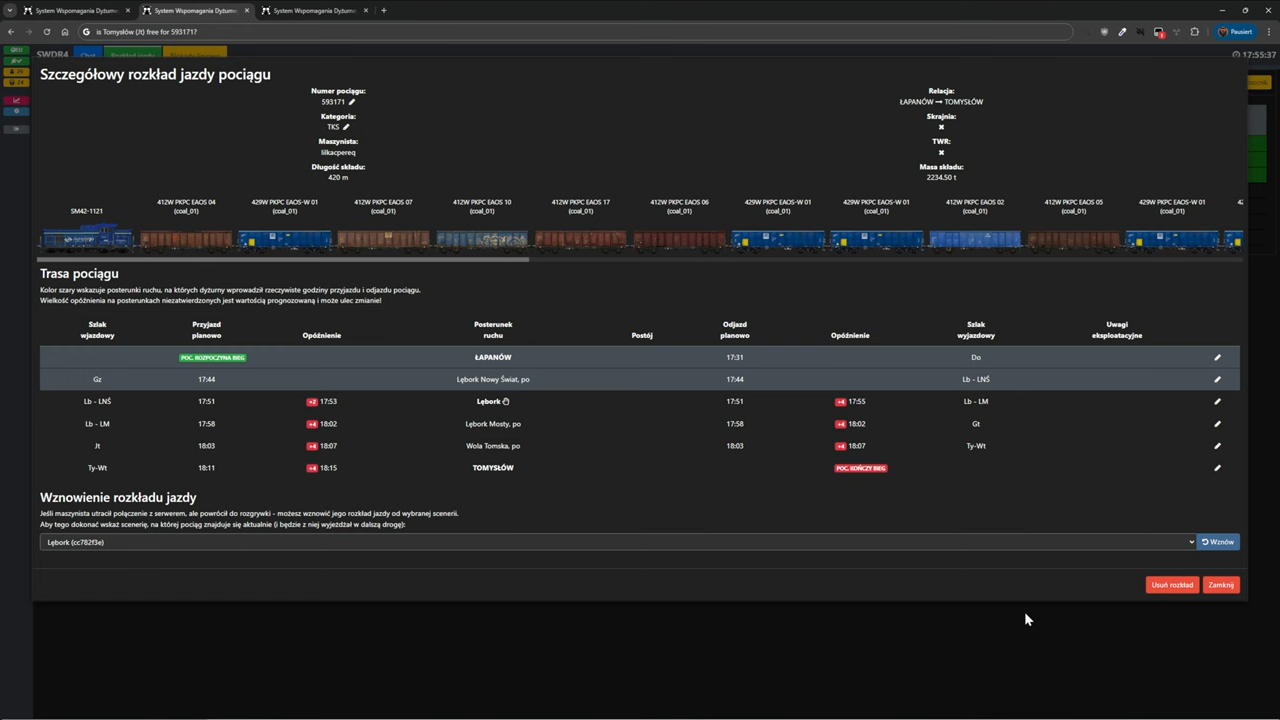 System Wspomagania Dyżurne
System Wspomagania Dyżurne
System Wspomagania Dyżurne
is Tomysłów (Jt) free for 593171?
Pausiert
SWDR4
Chat
Rozkład jazdy
17:55:37
Szczegółowy rozkład jazdy pociągu
Numer pociągu:
593171
Kategoria:
TKS
Maszynista:
lilkacpereq
Długość składu:
420 m
Relacja:
ŁAPANÓW → TOMYSŁÓW
Skrajnia:
TWR:
Masa składu:
2234.50 t
SM42-1121
412W PKPC EAOS 04 (coal_01)
429W PKPC EAOS-W 01 (coal_01)
412W PKPC EAOS 07 (coal_01)
412W PKPC EAOS 10 (coal_01)
412W PKPC EAOS 17 (coal_01)
412W PKPC EAOS 06 (coal_01)
429W PKPC EAOS-W 01 (coal_01)
429W PKPC EAOS-W 01 (coal_01)
412W PKPC EAOS 02 (coal_01)
412W PKPC EAOS 05 (coal_01)
429W PKPC EAOS-W 01 (coal_01)
Trasa pociągu
Kolor szary wskazuje posterunki ruchu, na których dyżurny wprowadził rzeczywiste godziny przyjazdu i odjazdu pociągu.
Wielkość opóźnienia na posterunkach niezatwierdzonych jest wartością prognozowaną i może ulec zmianie!
Szlak wjazdowy Przyjazd planowo Opóźnienie Posterunek ruchu Postój Odjazd planowo Opóźnienie Szlak wyjazdowy Uwagi eksploatacyjne
POC. ROZPOCZYNA BIEG ŁAPANÓW 17:31 Do
Gz 17:44 Lębork Nowy Świat, po 17:44 Lb - LNŚ
Lb - LNŚ 17:51 +2 17:53 Lębork 17:51 +4 17:55 Lb - LM
Lb - LM 17:58 +4 18:02 Lębork Mosty, po 17:58 +4 18:02 Gt
Jt 18:03 +4 18:07 Wola Tomska, po 18:03 +4 18:07 Ty-Wt
Ty-Wt 18:11 +4 18:15 TOMYSŁÓW POC. KOŃCZY BIEG
Wznowienie rozkładu jazdy
Jeśli maszynista utracił połączenie z serwerem, ale powrócił do rozgrywki - możesz wznowić jego rozkład jazdy od wybranej scenerii.
Aby tego dokonać wskaż scenerię, na której pociąg znajduje się aktualnie (i będzie z niej wyjeżdżał w dalszą drogę):
Lębork (cc782f3e)
Wznów
Usuń rozkład
Zamknij